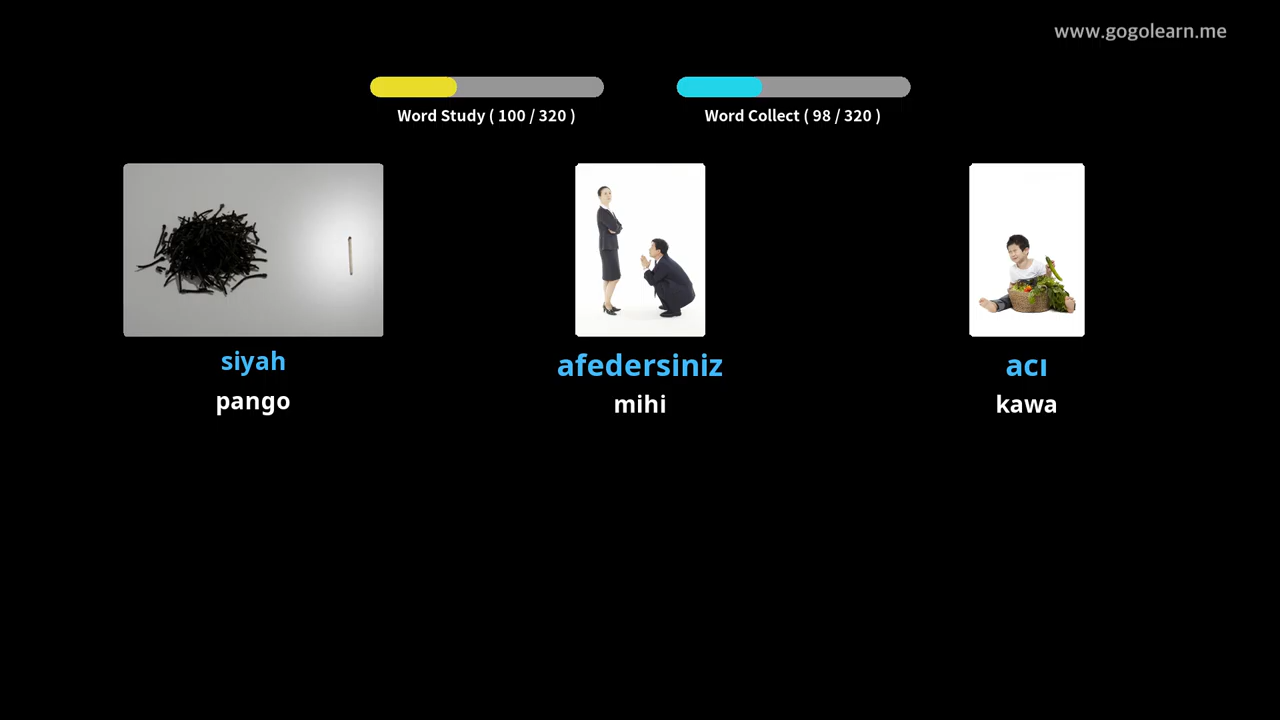 www.gogolearn.me
Word Study ( 100 / 320 )
Word Collect ( 98 / 320 )
siyah
afedersiniz
acı
pango
mihi
kawa